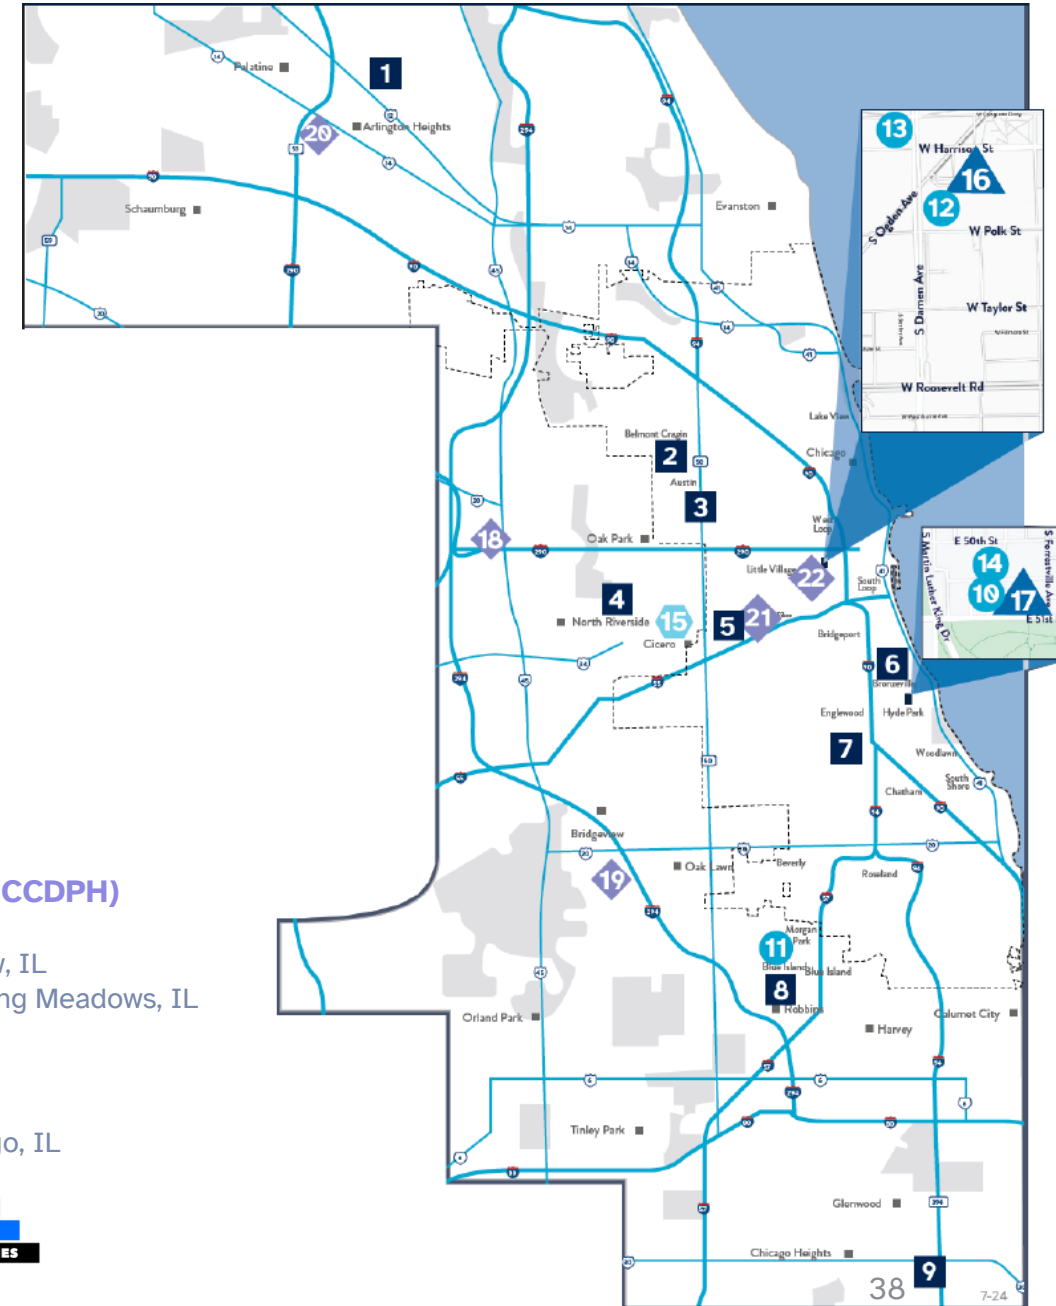 Palatine
1
Arlington Heights
20
Schaumburg
Evanston
13
W Harrison St
16
12
S Ogden Ave
W Polk St
S Damen Ave
W Taylor St
W Roosevelt Rd
Lake View
Belmont Cragin
2
Chicago
Austin
3
West Loop
18
Oak Park
Little Village
22
South Loop
E 50th St
14
10
17
E 51st
S Martin Luther King Dr
S Forrestville Ave
4
North Riverside
15
5
21
Cicero
Bridgeport
6
Bronzeville
Hyde Park
Englewood
7
Woodlawn
South Shore
Chatham
Bridgeview
Oak Lawn
Beverly
Roseland
19
CCDPH)
Morgan Park
11
Blue Island
Blue Island
w, IL
ng Meadows, IL
8
Robbins
Orland Park
Harvey
Calumet City
Tinley Park
go, IL
Glenwood
ES
Chicago Heights
9
38
7-24